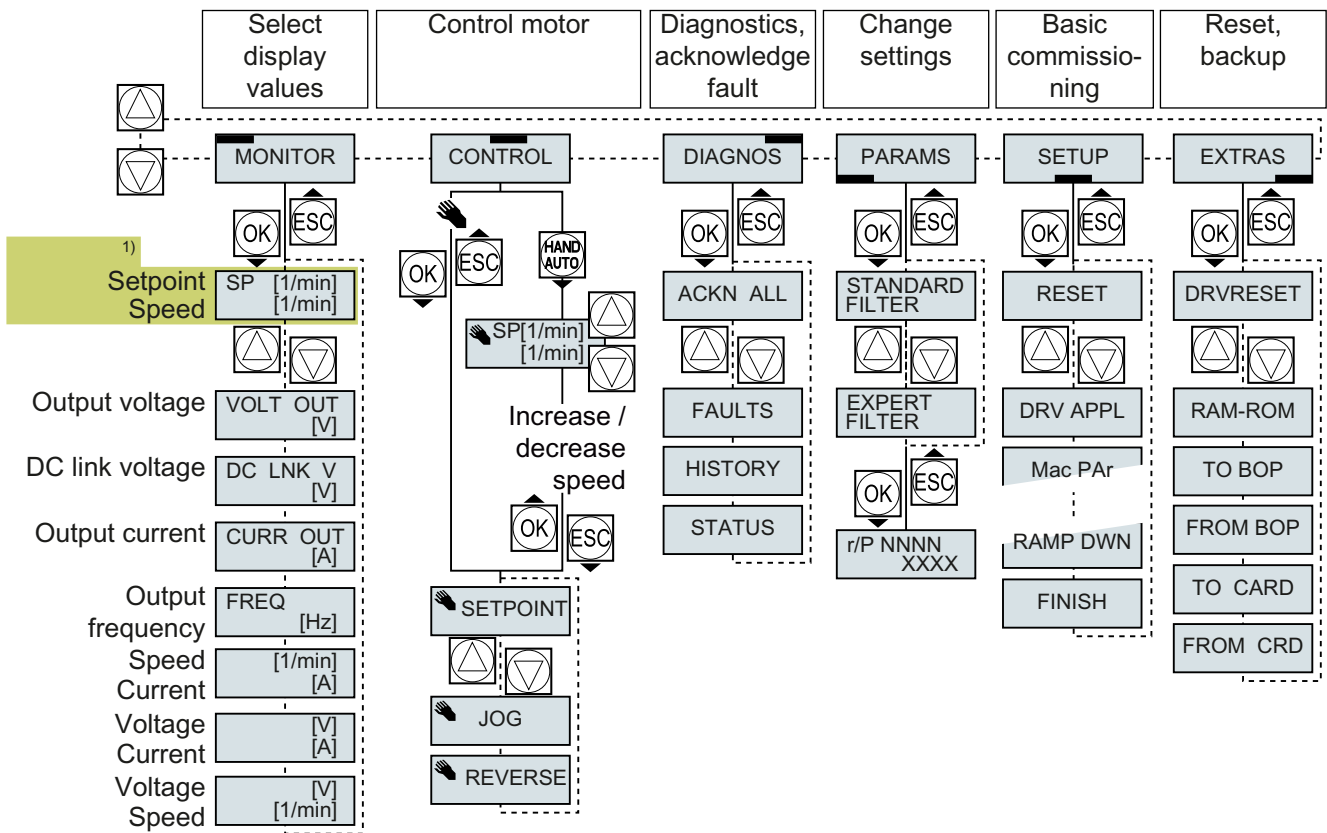 Select
display
values
Control motor
Diagnostics,
acknowledge
fault
Change
settings
Basic
commissio-
ning
Reset,
backup
MONITOR
CONTROL
DIAGNOS
PARAMS
SETUP
EXTRAS
OK
ESC
1)
Setpoint
Speed
SP [1/min]
[1/min]
Output voltage
VOLT OUT
[V]
DC link voltage
DC LNK V
[V]
Output current
CURR OUT
[A]
Output
frequency
FREQ
[Hz]
Speed
Current
[1/min]
[A]
Voltage
Current
[V]
[A]
Voltage
Speed
[V]
[1/min]
OK
ESC
HAND
AUTO
SP[1/min]
[1/min]
Increase /
decrease
speed
OK
ESC
SETPOINT
JOG
REVERSE
OK
ESC
ACKN ALL
FAULTS
HISTORY
STATUS
OK
ESC
STANDARD
FILTER
EXPERT
FILTER
OK
ESC
r/P NNNN
XXXX
OK
ESC
RESET
DRV APPL
Mac PAr
RAMP DWN
FINISH
OK
ESC
DRVRESET
RAM-ROM
TO BOP
FROM BOP
TO CARD
FROM CRD